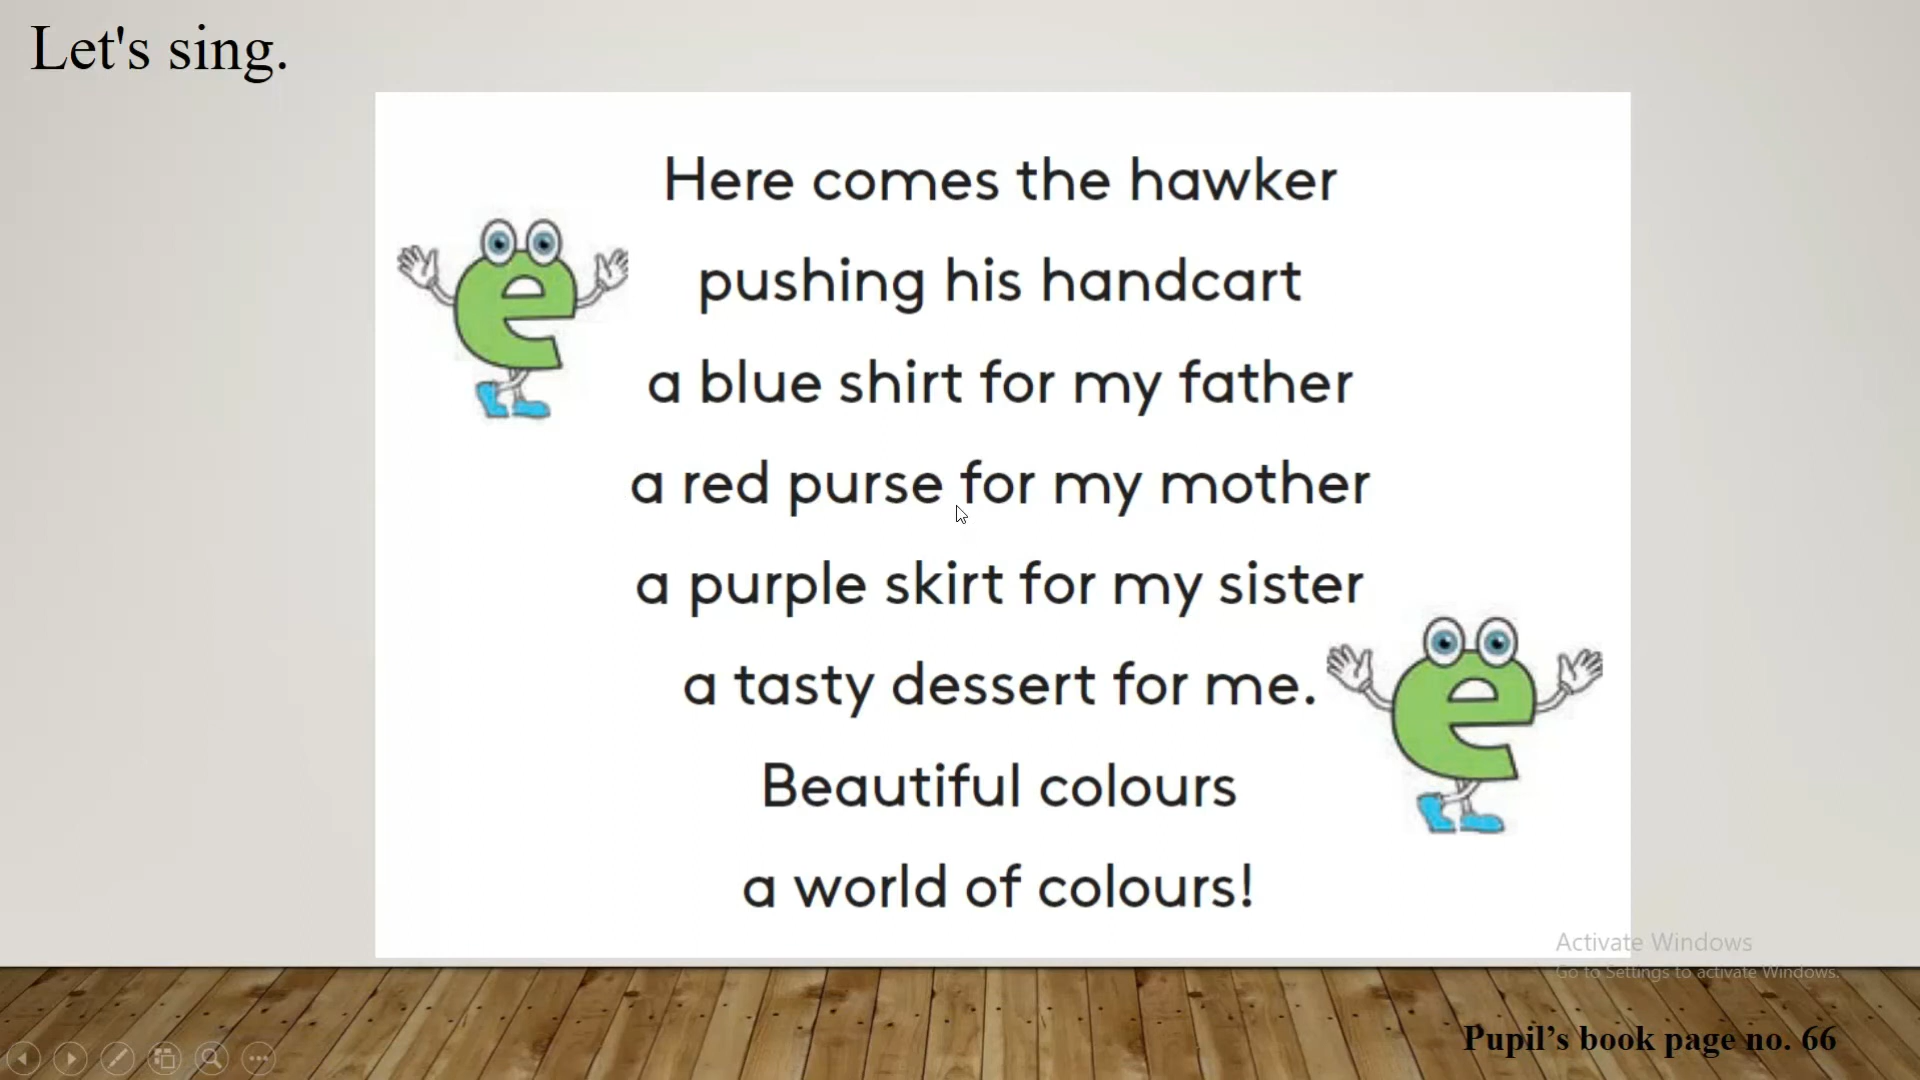 Let's sing.
Here comes the hawker
pushing his handcart
a blue shirt for my father
a red purse for my mother
a purple skirt for my sister
a tasty dessert for me.
Beautiful colours
a world of colours!
Activate Windows
Go to Settings to activate Windows.
Pupil’s book page no. 66